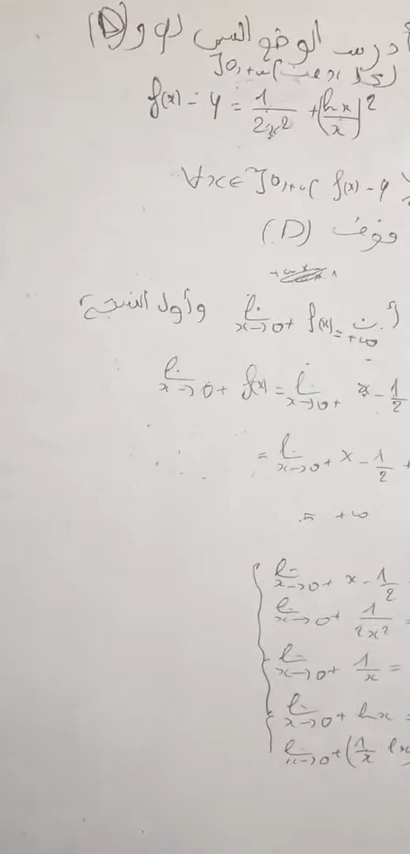 أدرس الوضع النسبي ل و (D)
]0,+∞[
f(x) - y = 1/2x² + (ln x/x)²
∀x∈ ]0,+∞[ f(x) - y
فوق (D)
lim x→0+ f(x) = +∞ وأول النتيجة
lim x→0+ f(x) = lim x→0+ x - 1/2
= lim x→0+ x - 1/2 +
= +∞
lim x→0+ x - 1/2
lim x→0+ 1/2x² =
lim x→0+ 1/x =
lim x→0+ ln x =
lim x→0+ (1/x ln x